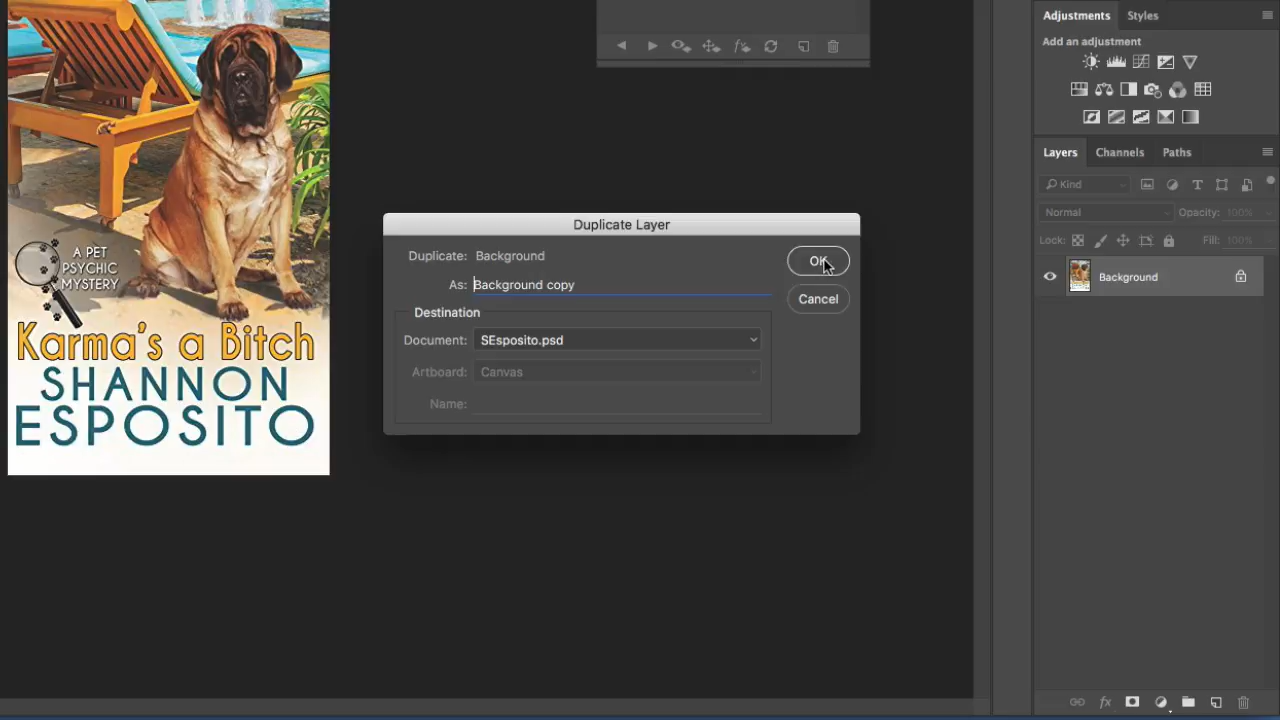 A PET
PSYCHIC
MYSTERY
Karma's a Bitch
SHANNON
ESPOSITO
Duplicate Layer
Duplicate: Background
As: Background copy
OK
Cancel
Destination
Document: SEsposito.psd
Artboard: Canvas
Name:
Adjustments
Styles
Add an adjustment
Layers
Channels
Paths
Kind
Normal
Opacity: 100%
Lock:
Fill: 100%
Background
fx